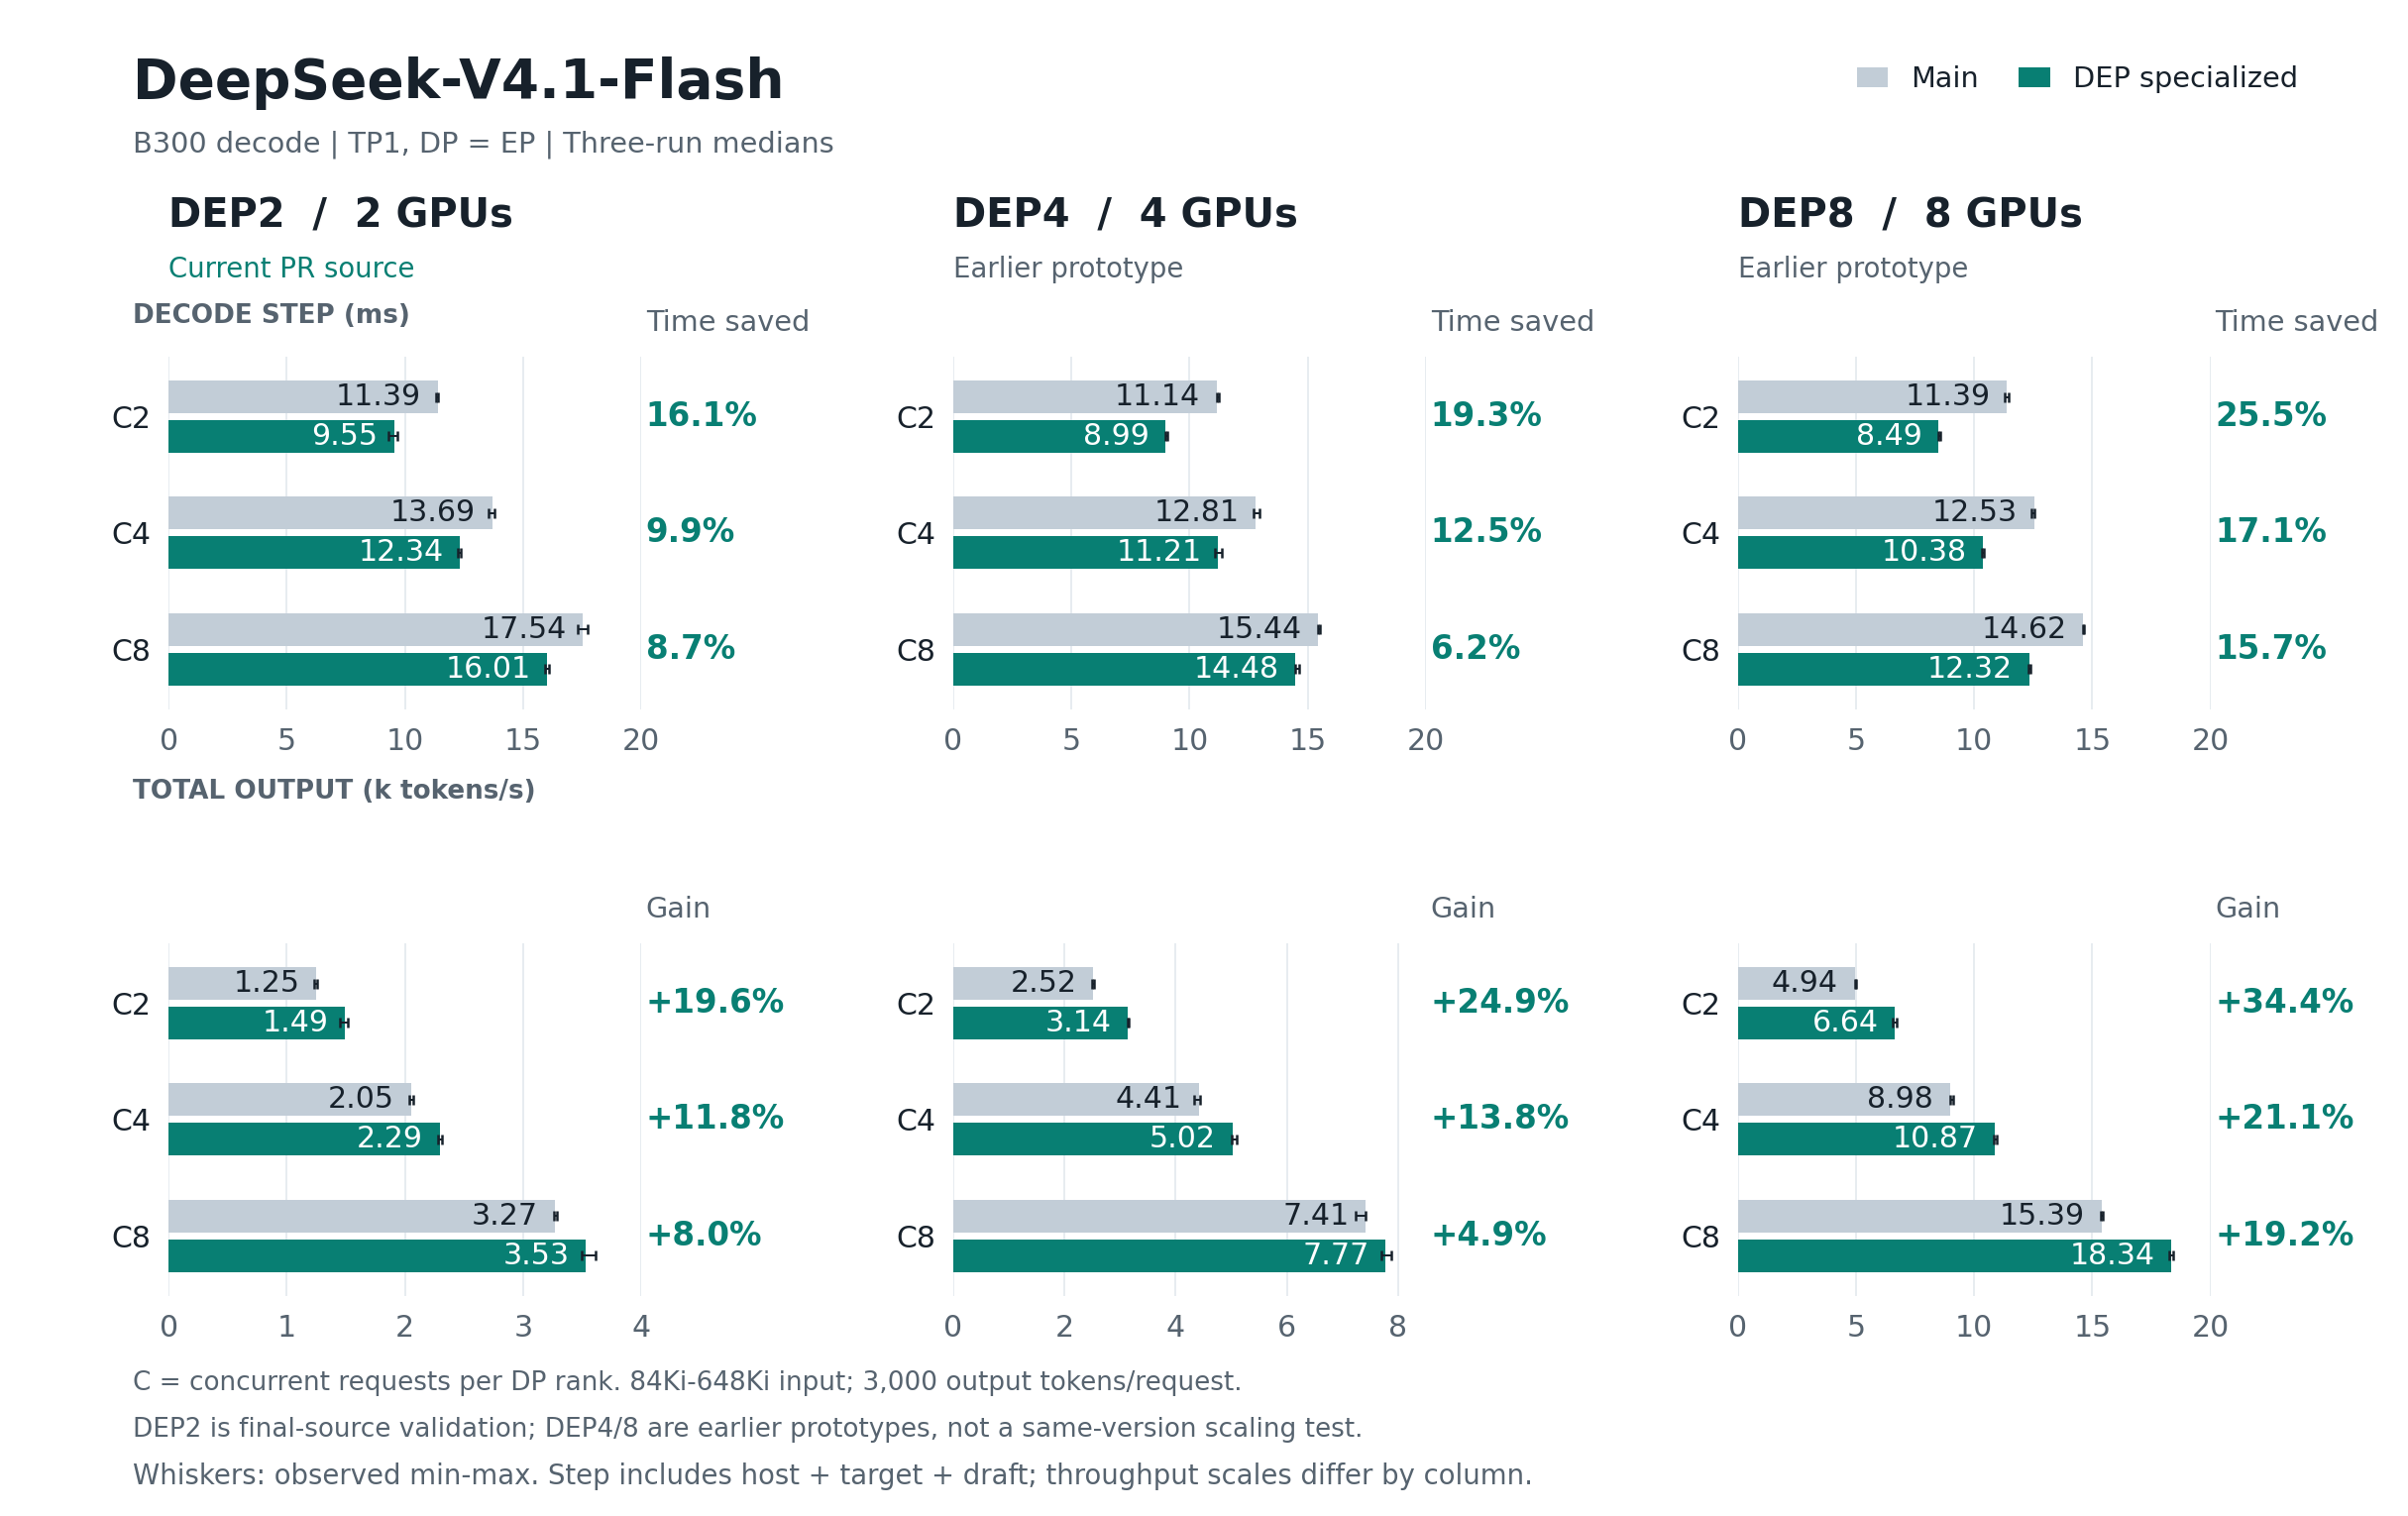 DeepSeek-V4.1-Flash
Main
DEP specialized
B300 decode | TP1, DP = EP | Three-run medians
DEP2 / 2 GPUs
DEP4 / 4 GPUs
DEP8 / 8 GPUs
Current PR source
Earlier prototype
Earlier prototype
DECODE STEP (ms)
Time saved
C2
11.39
9.55
16.1%
C4
13.69
12.34
9.9%
C8
17.54
16.01
8.7%
0 5 10 15 20
Time saved
C2
11.14
8.99
19.3%
C4
12.81
11.21
12.5%
C8
15.44
14.48
6.2%
0 5 10 15 20
Time saved
C2
11.39
8.49
25.5%
C4
12.53
10.38
17.1%
C8
14.62
12.32
15.7%
0 5 10 15 20
TOTAL OUTPUT (k tokens/s)
Gain
C2
1.25
1.49
+19.6%
C4
2.05
2.29
+11.8%
C8
3.27
3.53
+8.0%
0 1 2 3 4
Gain
C2
2.52
3.14
+24.9%
C4
4.41
5.02
+13.8%
C8
7.41
7.77
+4.9%
0 2 4 6 8
Gain
C2
4.94
6.64
+34.4%
C4
8.98
10.87
+21.1%
C8
15.39
18.34
+19.2%
0 5 10 15 20
C = concurrent requests per DP rank. 84Ki-648Ki input; 3,000 output tokens/request.
DEP2 is final-source validation; DEP4/8 are earlier prototypes, not a same-version scaling test.
Whiskers: observed min-max. Step includes host + target + draft; throughput scales differ by column.